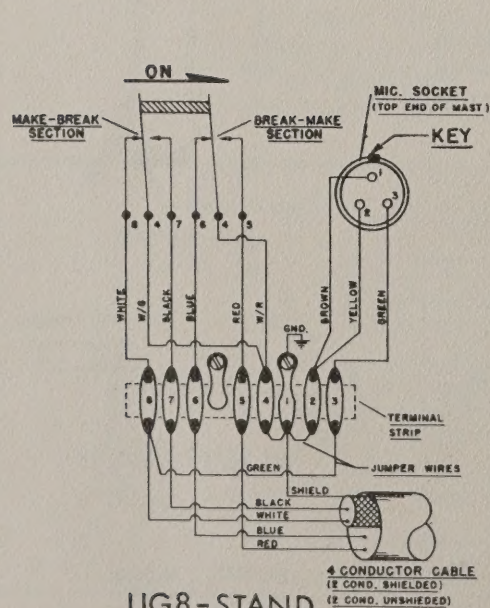 ON
MAKE-BREAK
SECTION
BREAK-MAKE
SECTION
MIC. SOCKET
(TOP END OF MAST)
KEY
1
2
3
8 4 7 6 4 5
WHITE
W/G
BLACK
BLUE
RED
W/R
BROWN
YELLOW
GREEN
GND.
8 7 6 5 4 1 2 3
TERMINAL
STRIP
GREEN
JUMPER WIRES
SHIELD
BLACK
WHITE
BLUE
RED
4 CONDUCTOR CABLE
(2 COND. SHIELDED)
(2 COND. UNSHIEDED)
UG8-STAND